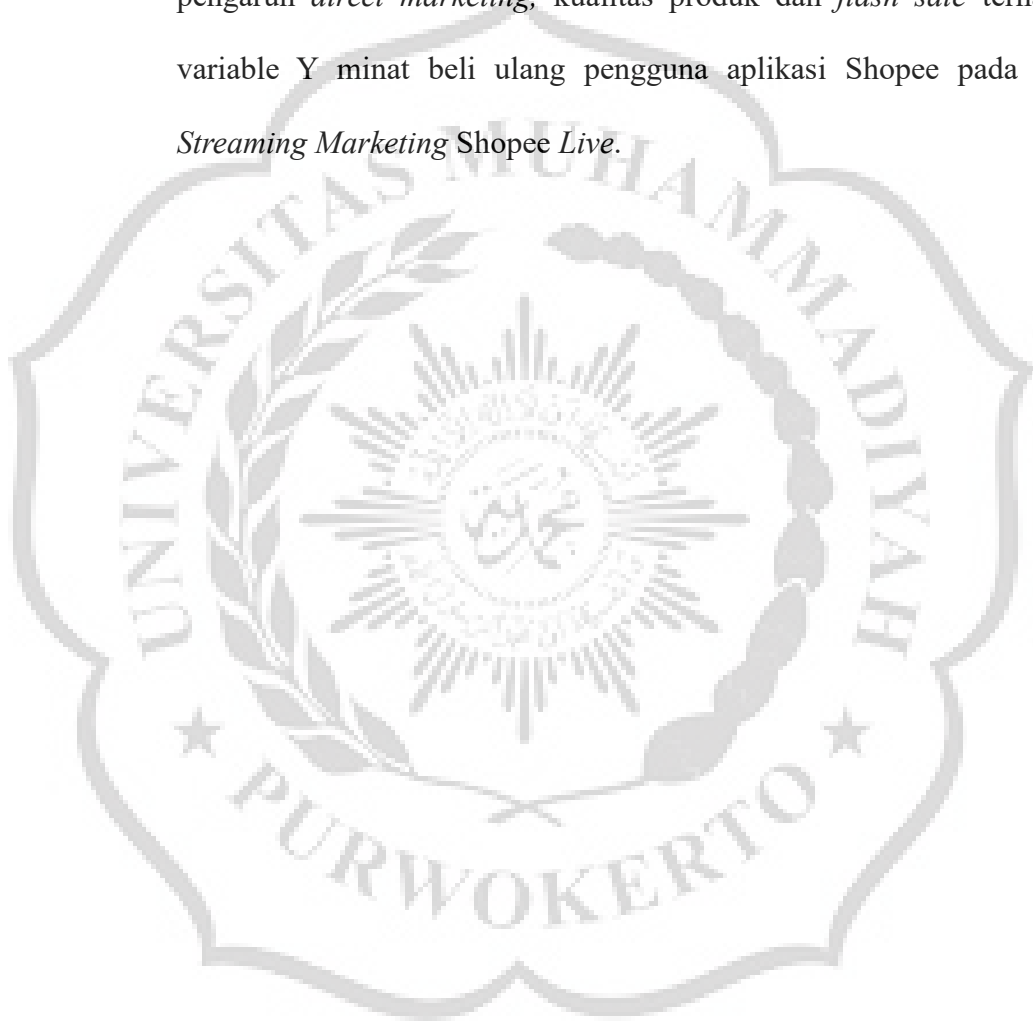 pengaruh direct marketing, kualitas produk dan flash sale
variable Y minat beli ulang pengguna aplikasi Shopee pada
Streaming Marketing Shopee Live.
UNIVERSITAS MUHAMMADIYAH
PURWOKERTO